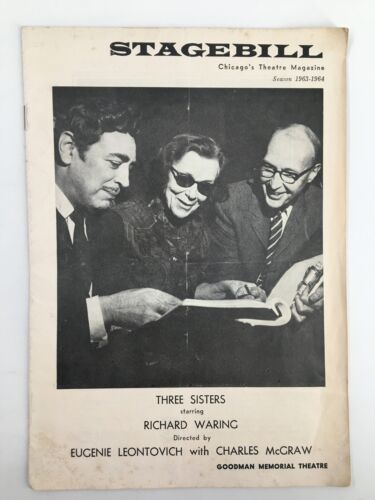 STAGEBILL
Chicago's Theatre Magazine
Season 1963-1964
THREE SISTERS
starring
RICHARD WARING
Directed by
EUGENIE LEONTOVICH with CHARLES McGRAW
GOODMAN MEMORIAL THEATRE